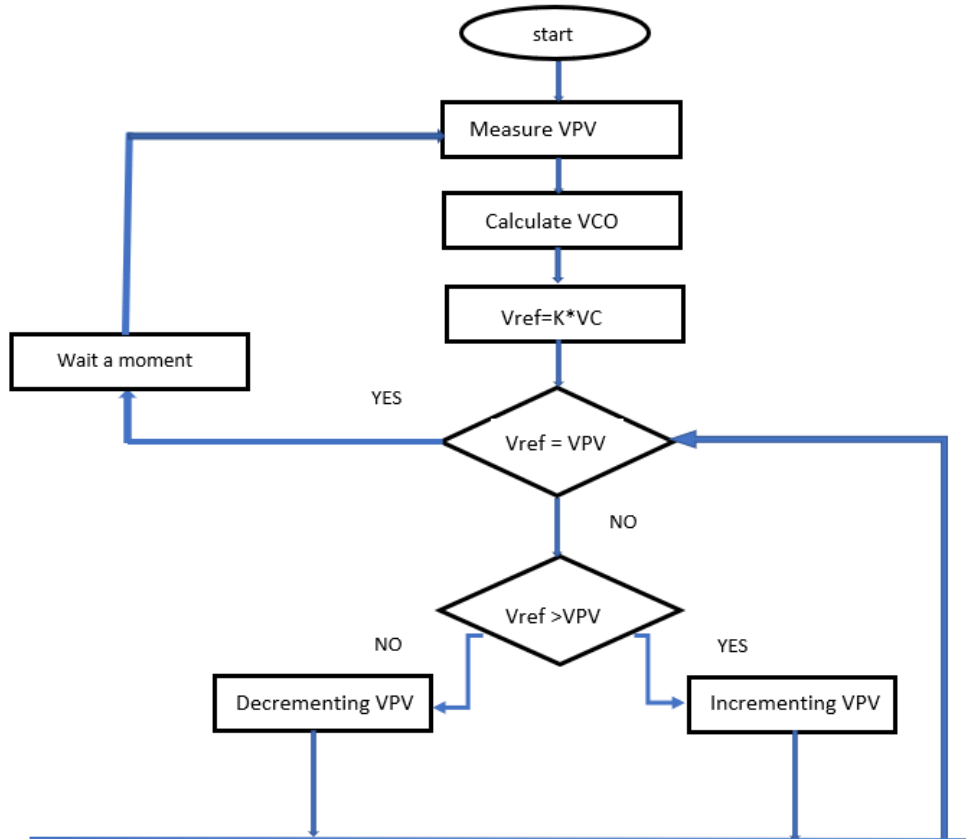 start
Measure VPV
Calculate VCO
Vref=K*VC
Wait a moment
YES
Vref = VPV
NO
Vref >VPV
NO
YES
Decrementing VPV
Incrementing VPV